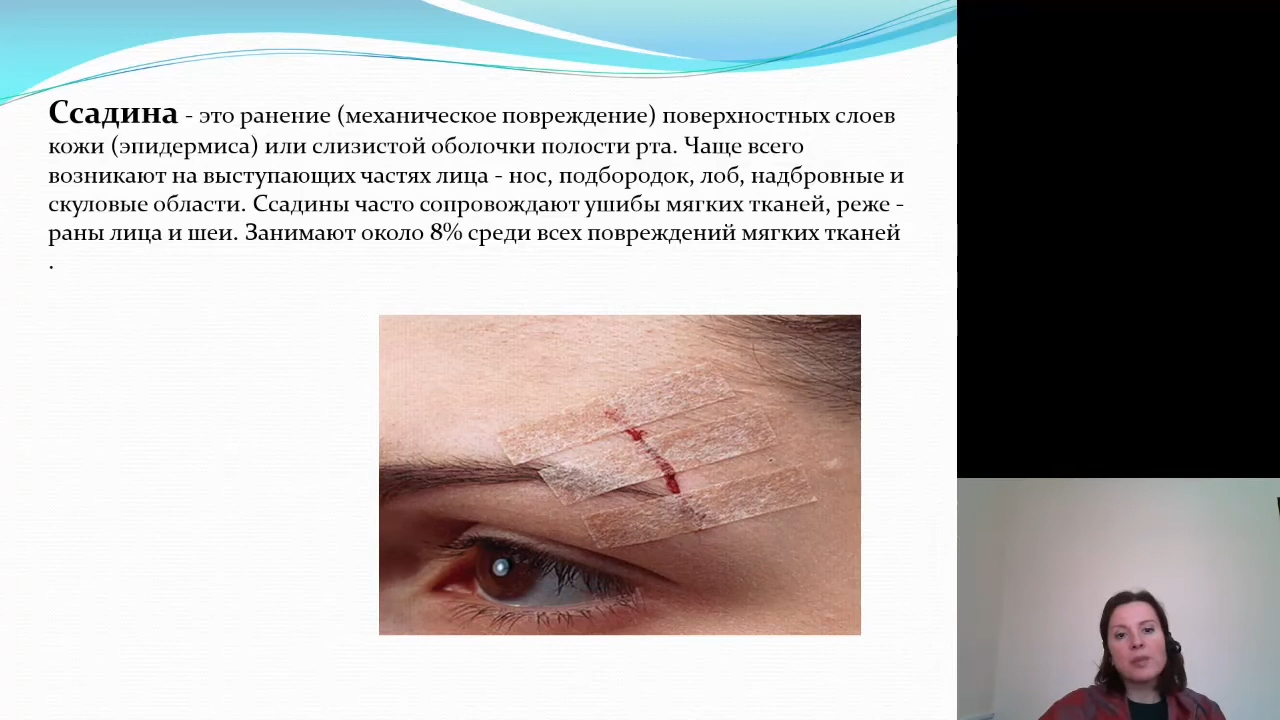 Ссадина - это ранение (механическое повреждение) поверхностных слоев
кожи (эпидермиса) или слизистой оболочки полости рта. Чаще всего
возникают на выступающих частях лица - нос, подбородок, лоб, надбровные и
скуловые области. Ссадины часто сопровождают ушибы мягких тканей, реже -
раны лица и шеи. Занимают около 8% среди всех повреждений мягких тканей
.